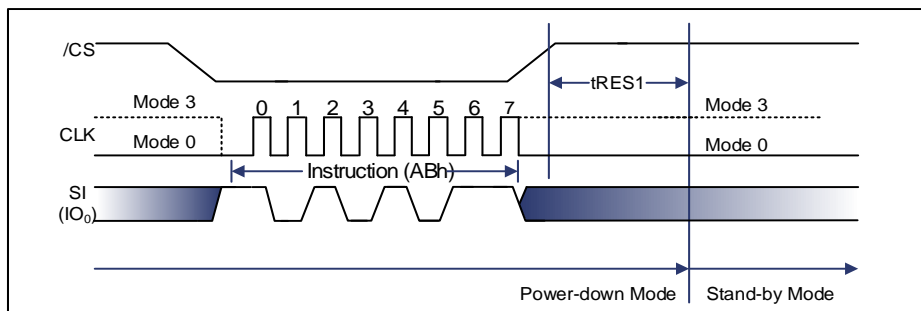 /CS
tRES1
Mode 3
0 1 2 3 4 5 6 7
Mode 3
CLK
Mode 0
Mode 0
Instruction (ABh)
SI
(IO₀)
Power-down Mode
Stand-by Mode